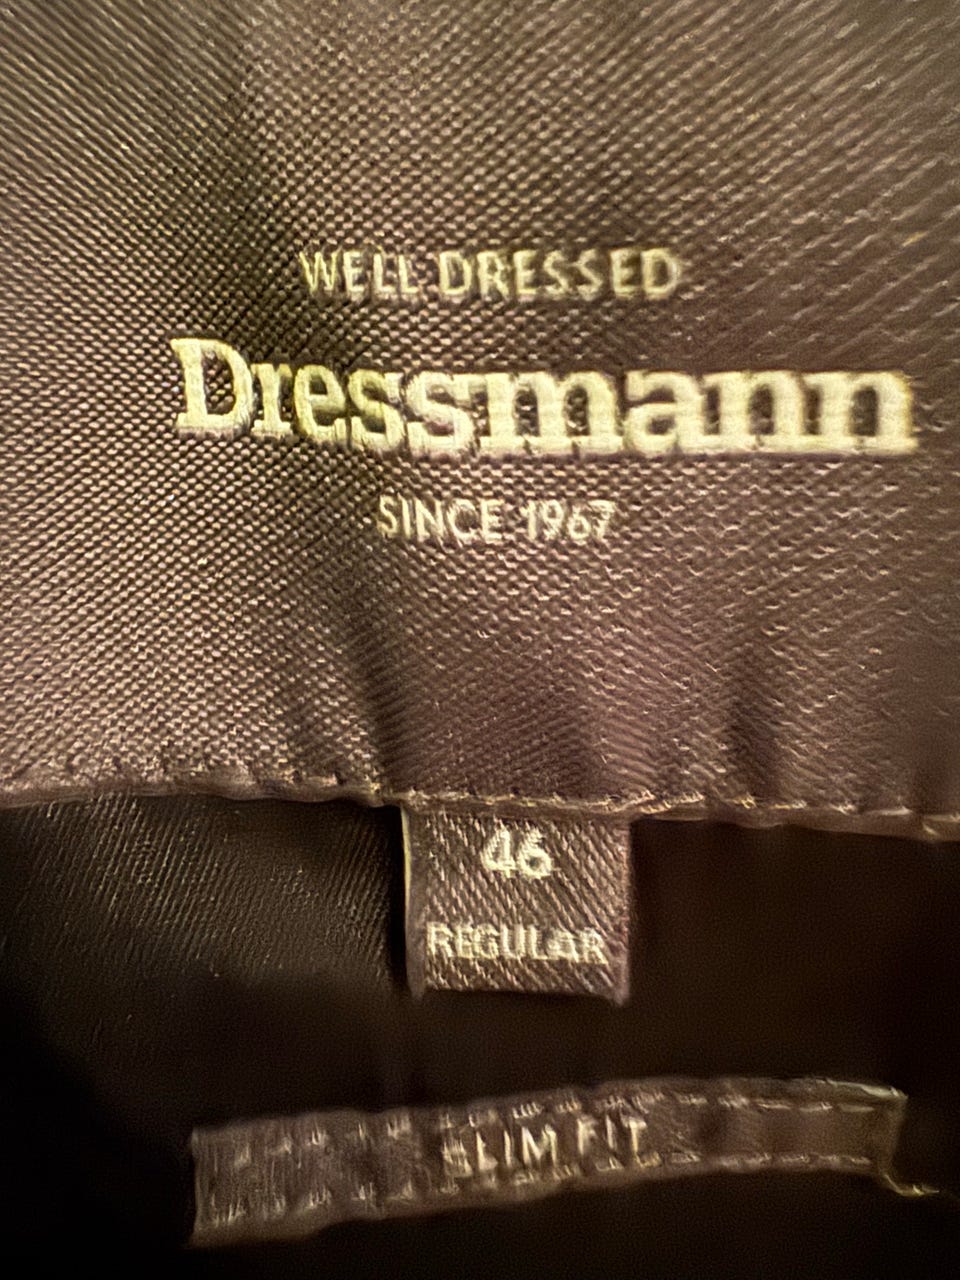 WELL DRESSED
Dressmann
SINCE 1967
46
REGULAR
SLIM FIT